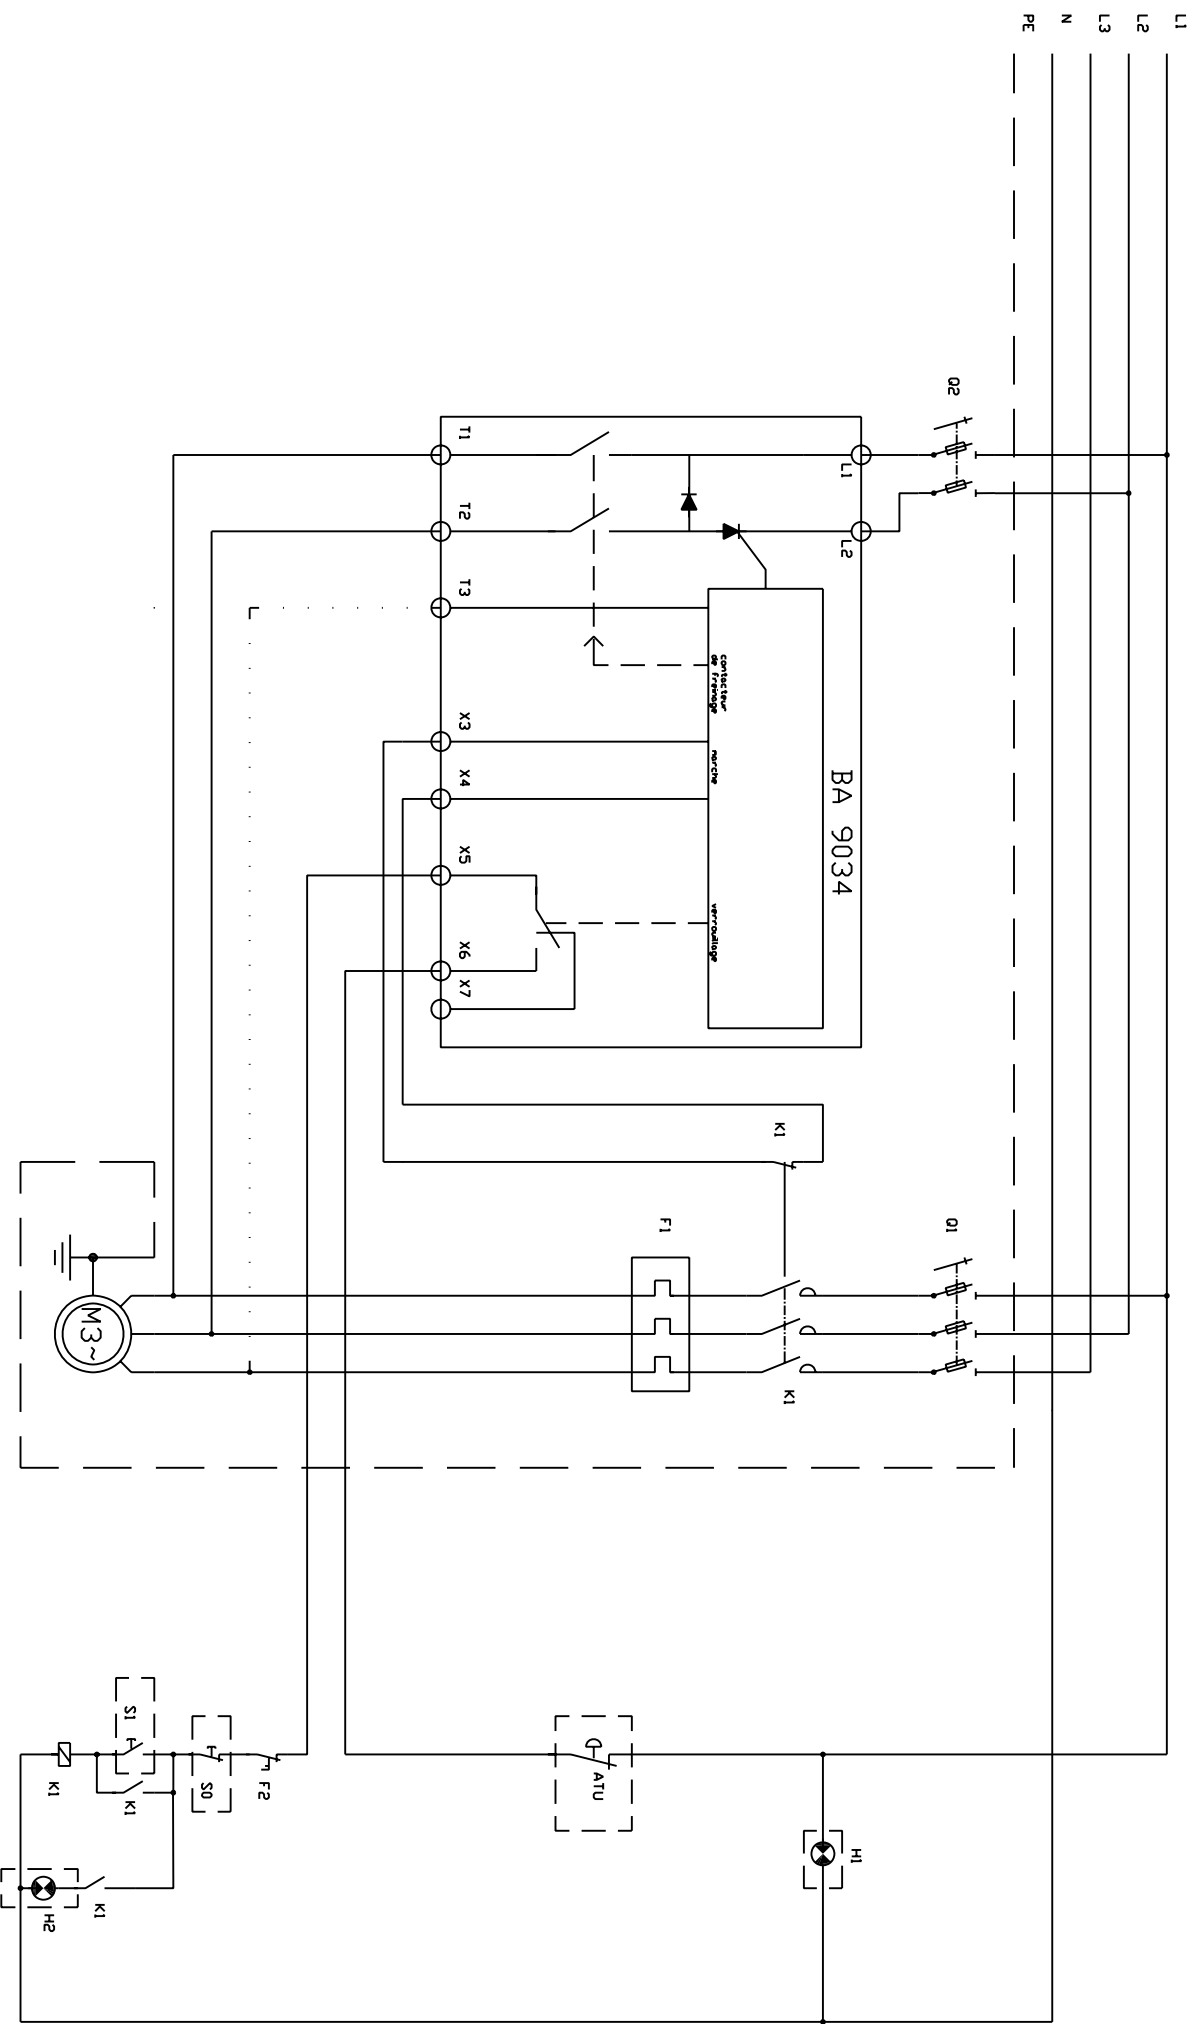 L1
L2
L3
N
PE
Q2
L1
L2
T1
T2
T3
X3
X4
X5
X6
X7
contacteur
de freinage
marche
verrouillage
BA 9034
K1
Q1
F1
K1
M3~
ATU
H1
F2
S0
S1
K1
K1
K1
H2